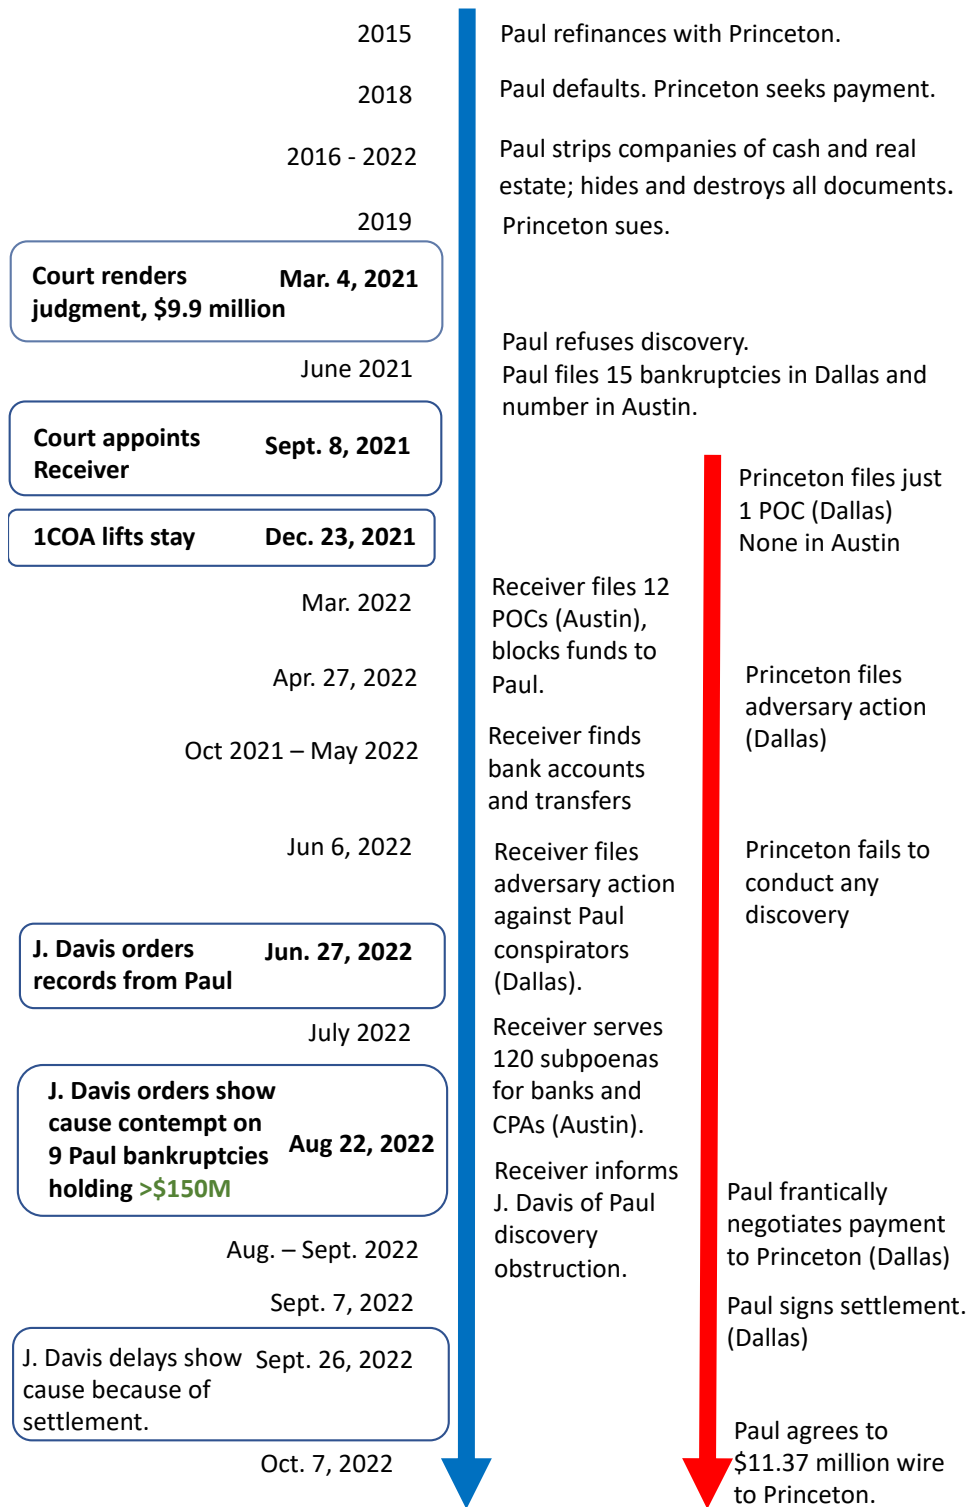 2015
Paul refinances with Princeton.
2018
Paul defaults. Princeton seeks payment.
2016 - 2022
Paul strips companies of cash and real
estate; hides and destroys all documents.
2019
Princeton sues.
Court renders
judgment, $9.9 million
Mar. 4, 2021
June 2021
Paul refuses discovery.
Paul files 15 bankruptcies in Dallas and
number in Austin.
Court appoints
Receiver
Sept. 8, 2021
Princeton files just
1 POC (Dallas)
None in Austin
1COA lifts stay
Dec. 23, 2021
Mar. 2022
Receiver files 12
POCs (Austin),
blocks funds to
Paul.
Apr. 27, 2022
Princeton files
adversary action
(Dallas)
Oct 2021 – May 2022
Receiver finds
bank accounts
and transfers
Jun 6, 2022
Receiver files
adversary action
against Paul
conspirators
(Dallas).
Princeton fails to
conduct any
discovery
J. Davis orders
records from Paul
Jun. 27, 2022
July 2022
Receiver serves
120 subpoenas
for banks and
CPAs (Austin).
J. Davis orders show
cause contempt on
9 Paul bankruptcies
holding >$150M
Aug 22, 2022
Receiver informs
J. Davis of Paul
discovery
obstruction.
Aug. – Sept. 2022
Paul frantically
negotiates payment
to Princeton (Dallas)
Sept. 7, 2022
Paul signs settlement.
(Dallas)
J. Davis delays show
cause because of
settlement.
Sept. 26, 2022
Oct. 7, 2022
Paul agrees to
$11.37 million wire
to Princeton.